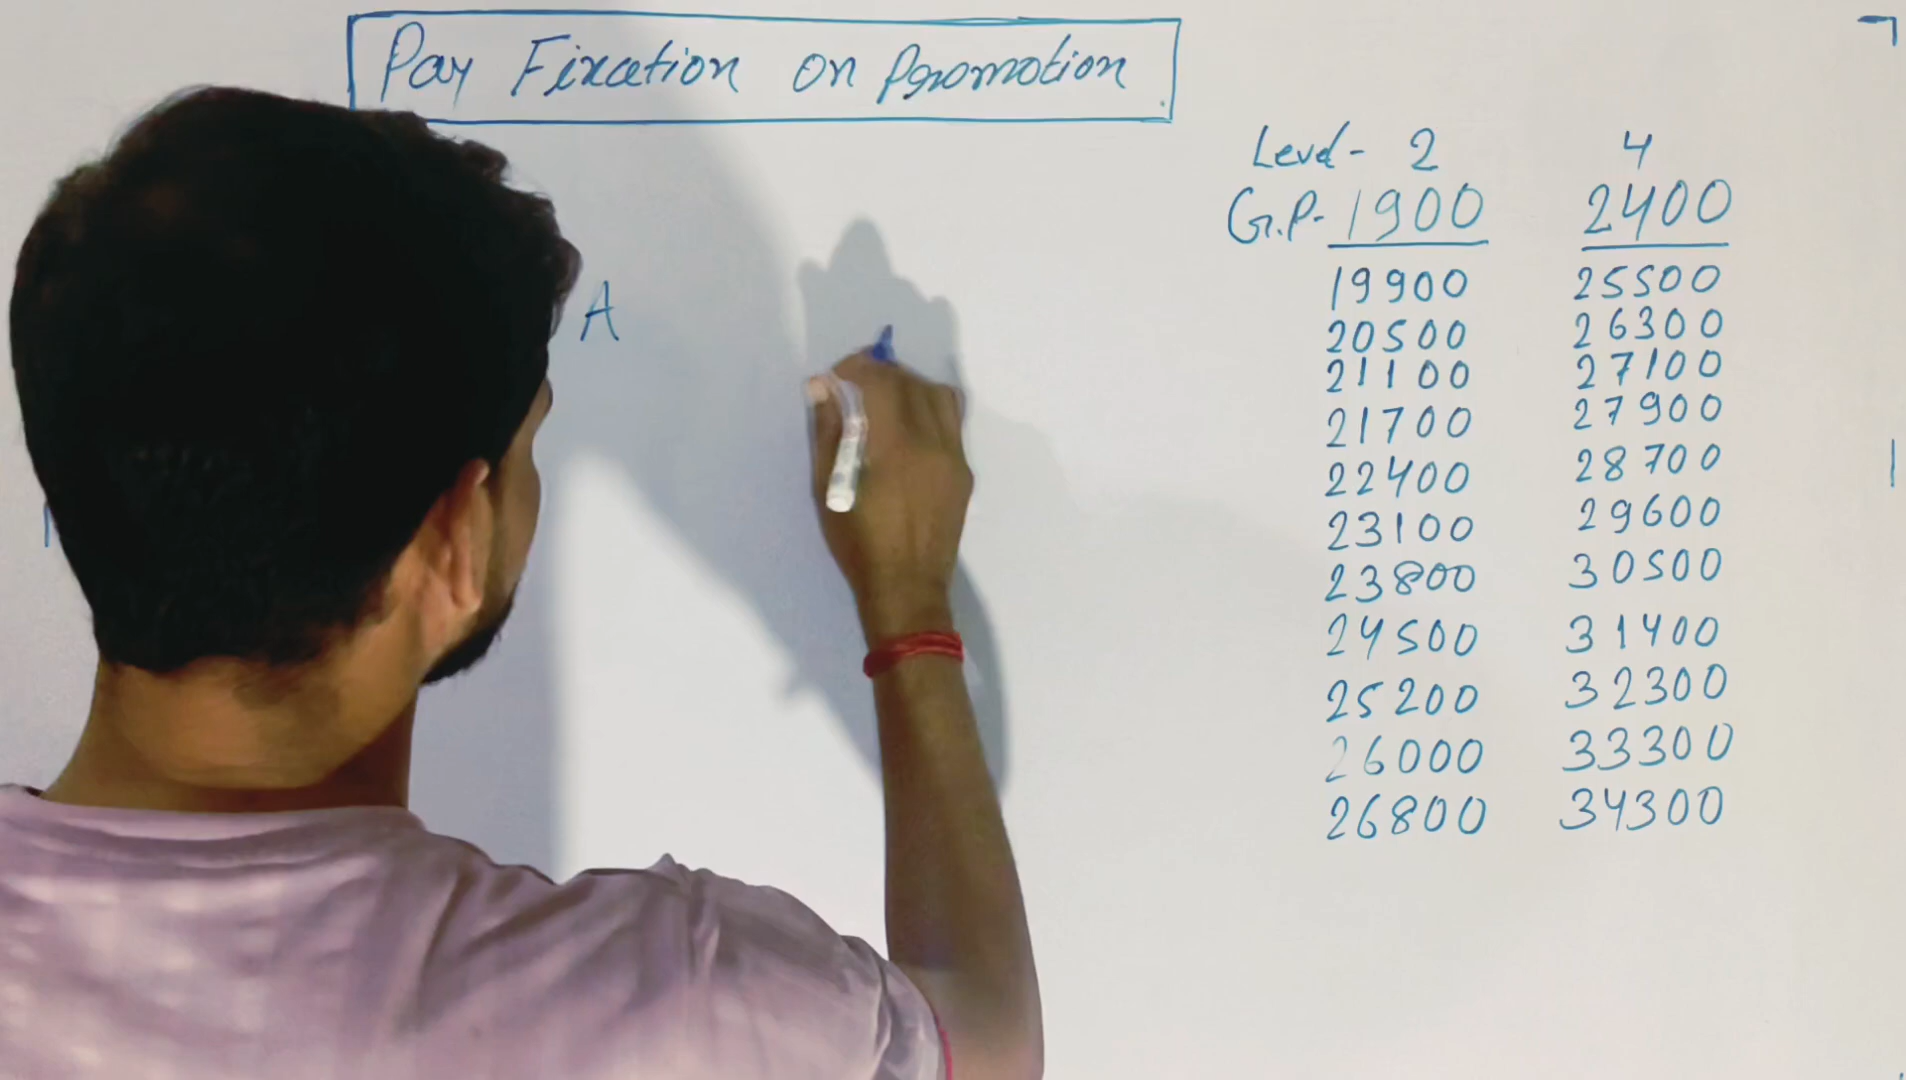 Pay Fixation on Promotion.
Level - 2 4
G.P. - 1900 2400
19900 25500
20500 26300
21100 27100
21700 27900
22400 28700
23100 29600
23800 30500
24500 31400
25200 32300
26000 33300
26800 34300
A